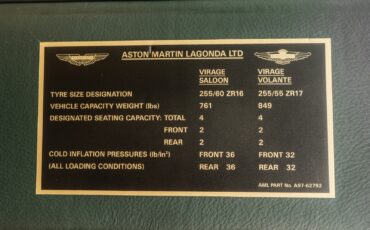 ASTON MARTIN LAGONDA LTD
VIRAGE VIRAGE
SALOON VOLANTE
TYRE SIZE DESIGNATION 255/60 ZR16 255/55 ZR17
VEHICLE CAPACITY WEIGHT (lbs) 761 849
DESIGNATED SEATING CAPACITY: TOTAL 4 4
FRONT 2 2
REAR 2 2
COLD INFLATION PRESSURES (lb/in²) FRONT 36 FRONT 32
(ALL LOADING CONDITIONS) REAR 36 REAR 32
AML PART No. A97-62792